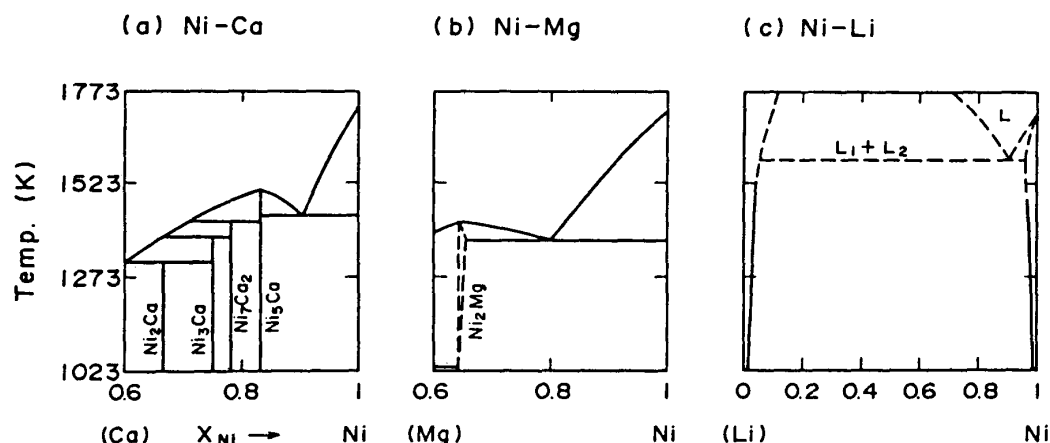 (a) Ni-Ca
(b) Ni-Mg
(c) Ni-Li
Temp. (K)
1773
1523
1273
1023
Ni₂Ca
Ni₃Ca
Ni₇Ca₂
Ni₅Ca
0.6
0.8
1
(Ca)
X Ni →
Ni
Ni₂Mg
0.6
0.8
1
(Mg)
Ni
L
L₁ + L₂
0
0.2
0.4
0.6
0.8
1
(Li)
Ni